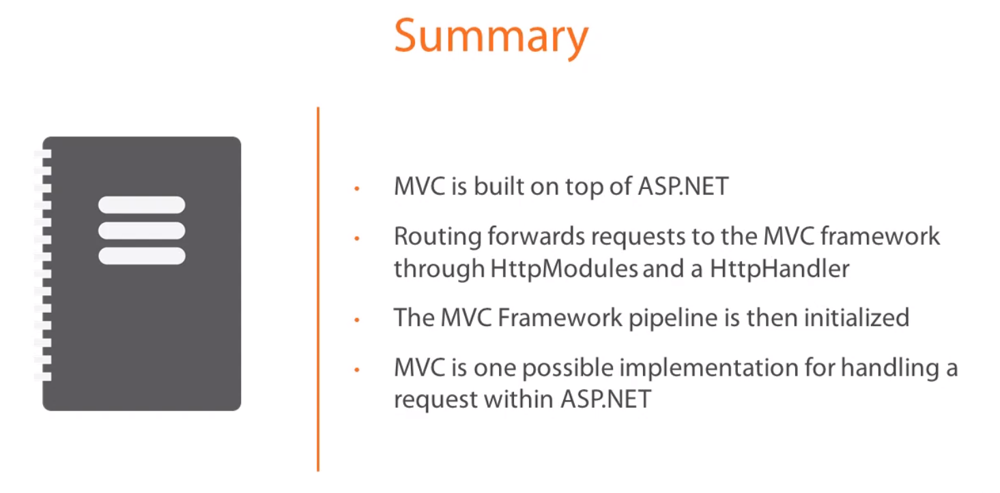 Summary
• MVC is built on top of ASP.NET
• Routing forwards requests to the MVC framework
through HttpModules and a HttpHandler
• The MVC Framework pipeline is then initialized
• MVC is one possible implementation for handling a
request within ASP.NET